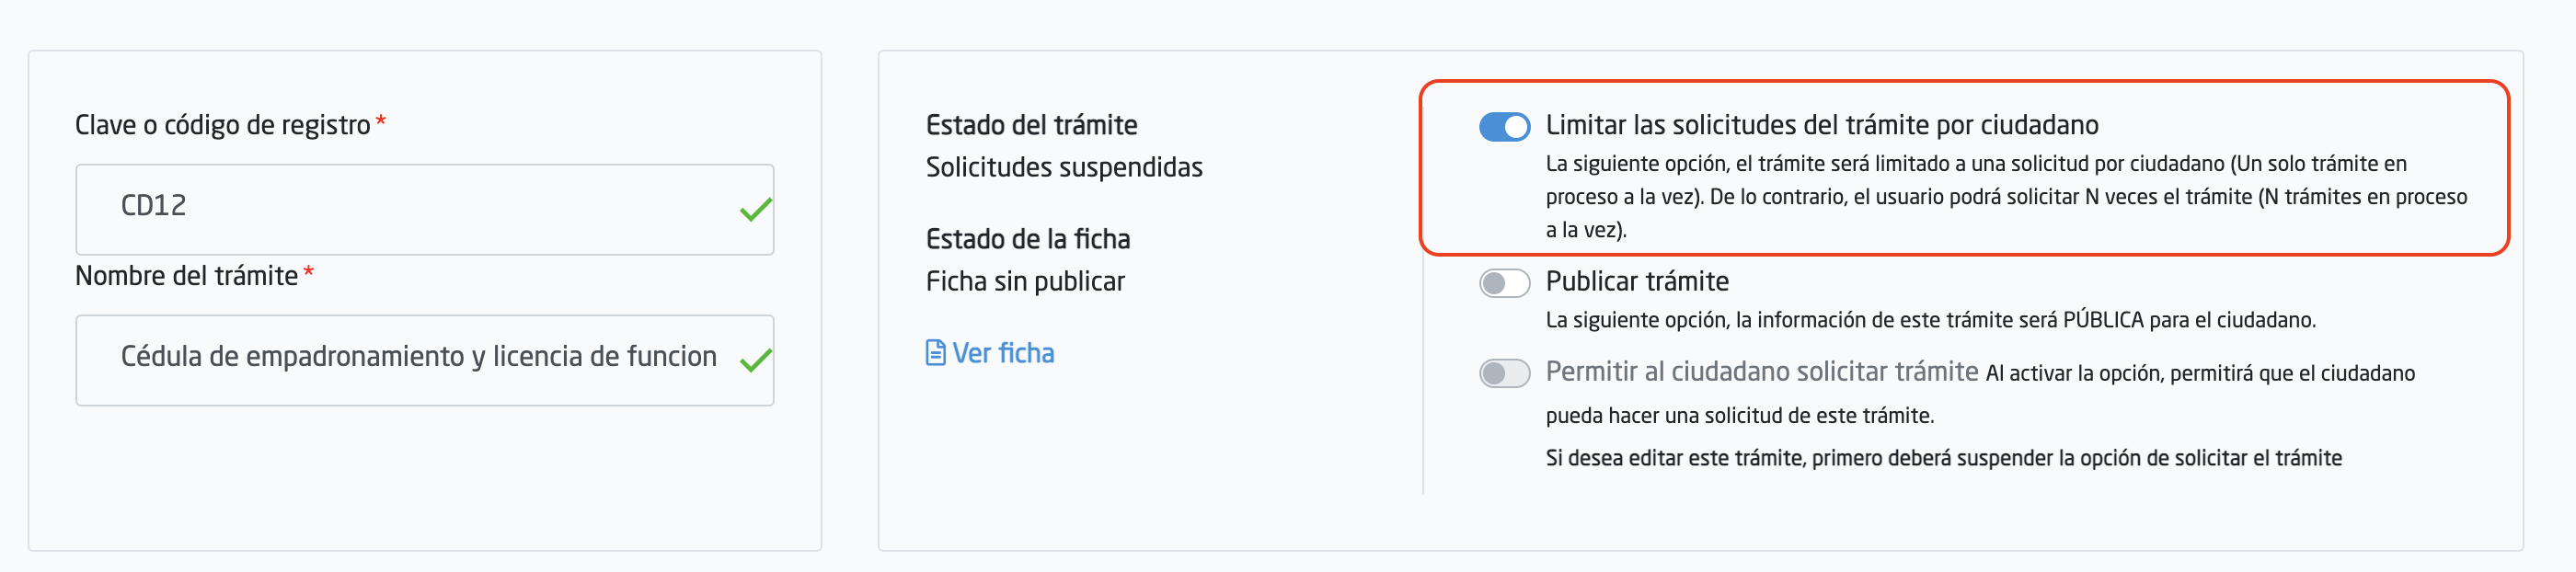 Clave o código de registro*
CD12
Nombre del trámite*
Cédula de empadronamiento y licencia de funcion
Estado del trámite
Solicitudes suspendidas
Estado de la ficha
Ficha sin publicar
Ver ficha
Limitar las solicitudes del trámite por ciudadano
La siguiente opción, el trámite será limitado a una solicitud por ciudadano (Un solo trámite en
proceso a la vez). De lo contrario, el usuario podrá solicitar N veces el trámite (N trámites en proceso
a la vez).
Publicar trámite
La siguiente opción, la información de este trámite será PÚBLICA para el ciudadano.
Permitir al ciudadano solicitar trámite Al activar la opción, permitirá que el ciudadano
pueda hacer una solicitud de este trámite.
Si desea editar este trámite, primero deberá suspender la opción de solicitar el trámite